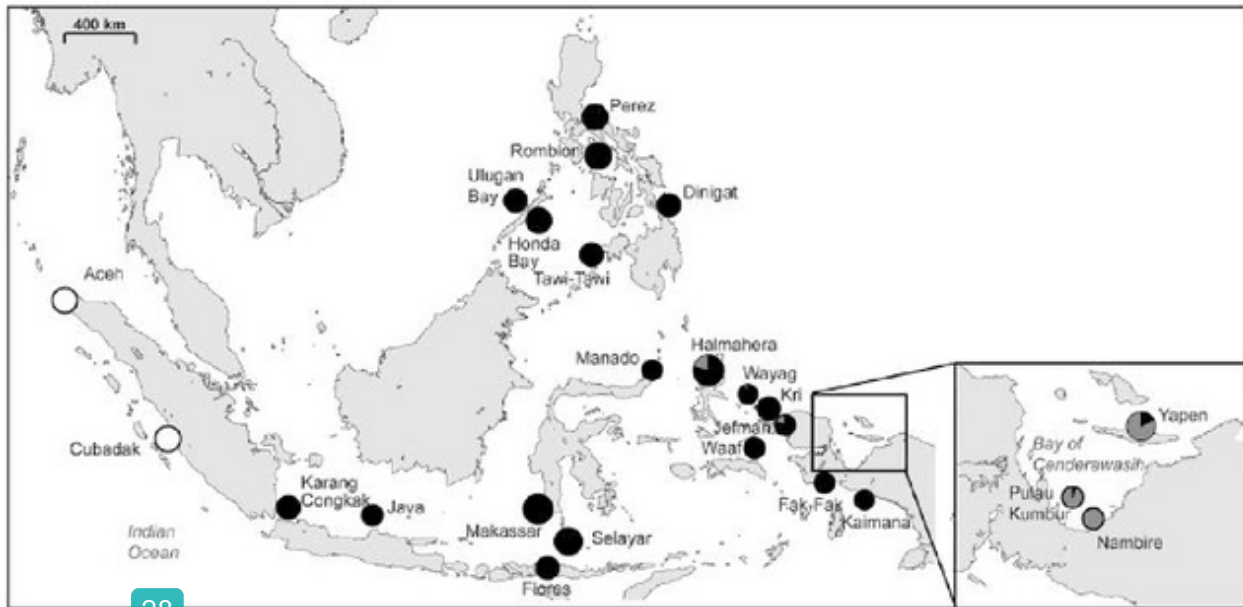 400 km
Perez
Romblon
Ulugan
Bay
Dinigat
Honda
Bay
Tawi-Tawi
Aceh
Halmahera
Manado
Wayag
Kri
Jefman
Waaf
Cubadak
Karang
Congkak
Jaya
Makassar
Selayar
Flores
Fak-Fak
Kaimana
Indian
Ocean
Yapen
Bay of
Cenderawasih
Pulau
Kumbur
Nambire